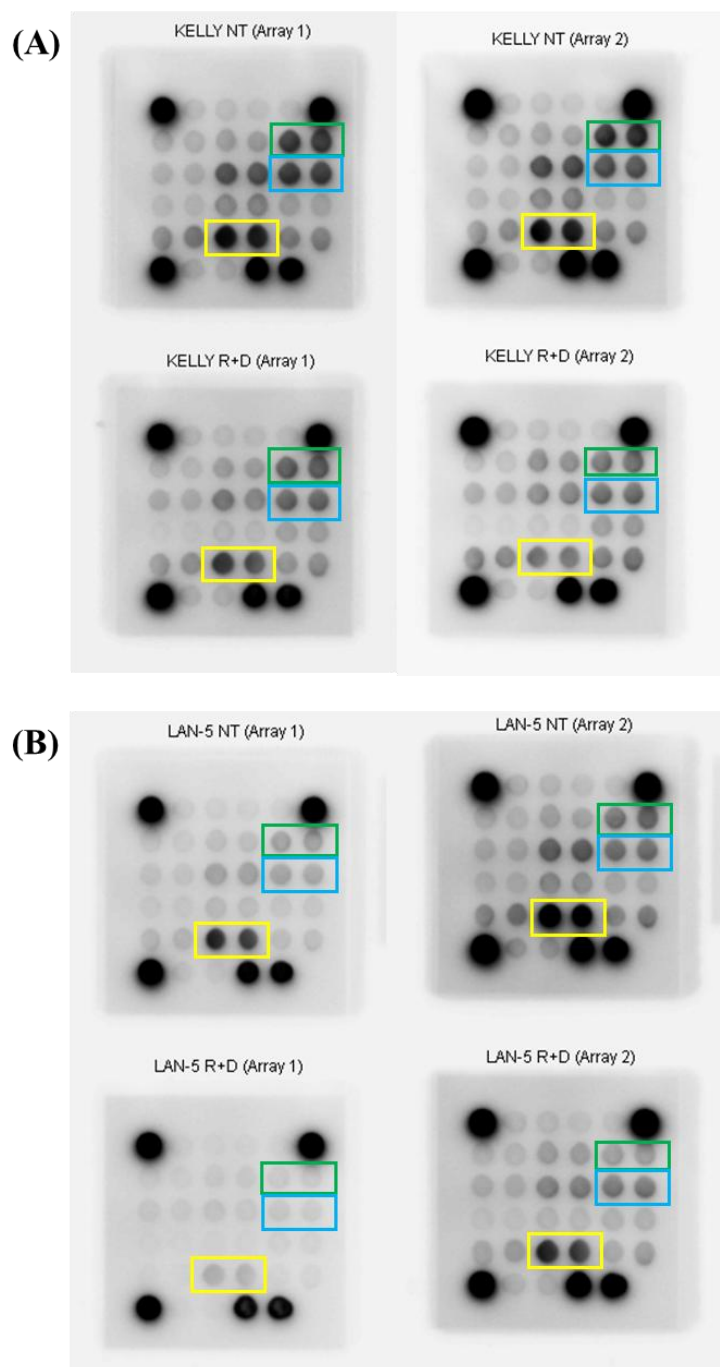 (A)
KELLY NT (Array 1)
KELLY NT (Array 2)
KELLY R+D (Array 1)
KELLY R+D (Array 2)
(B)
LAN-5 NT (Array 1)
LAN-5 NT (Array 2)
LAN-5 R+D (Array 1)
LAN-5 R+D (Array 2)